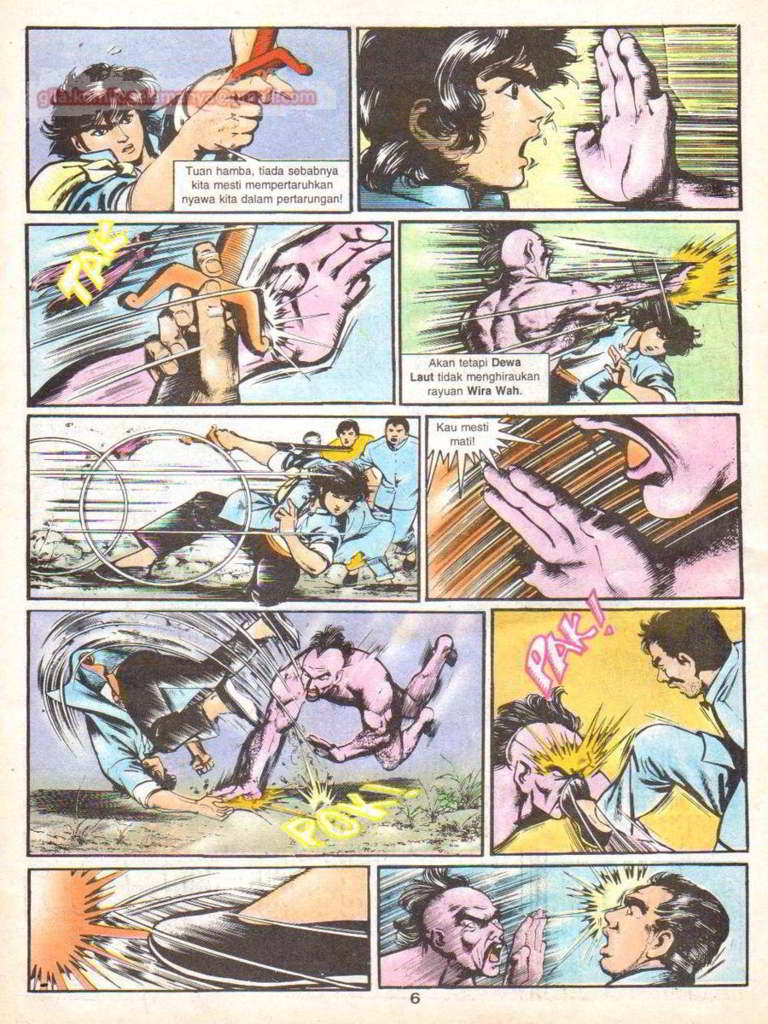 Tuan hamba, tiada sebabnya
kita mesti mempertaruhkan
nyawa kita dalam pertarungan!
TAK
Akan tetapi Dewa
Laut tidak menghiraukan
rayuan Wira Wah.
Kau mesti
mati!
POK!
PAK!
6